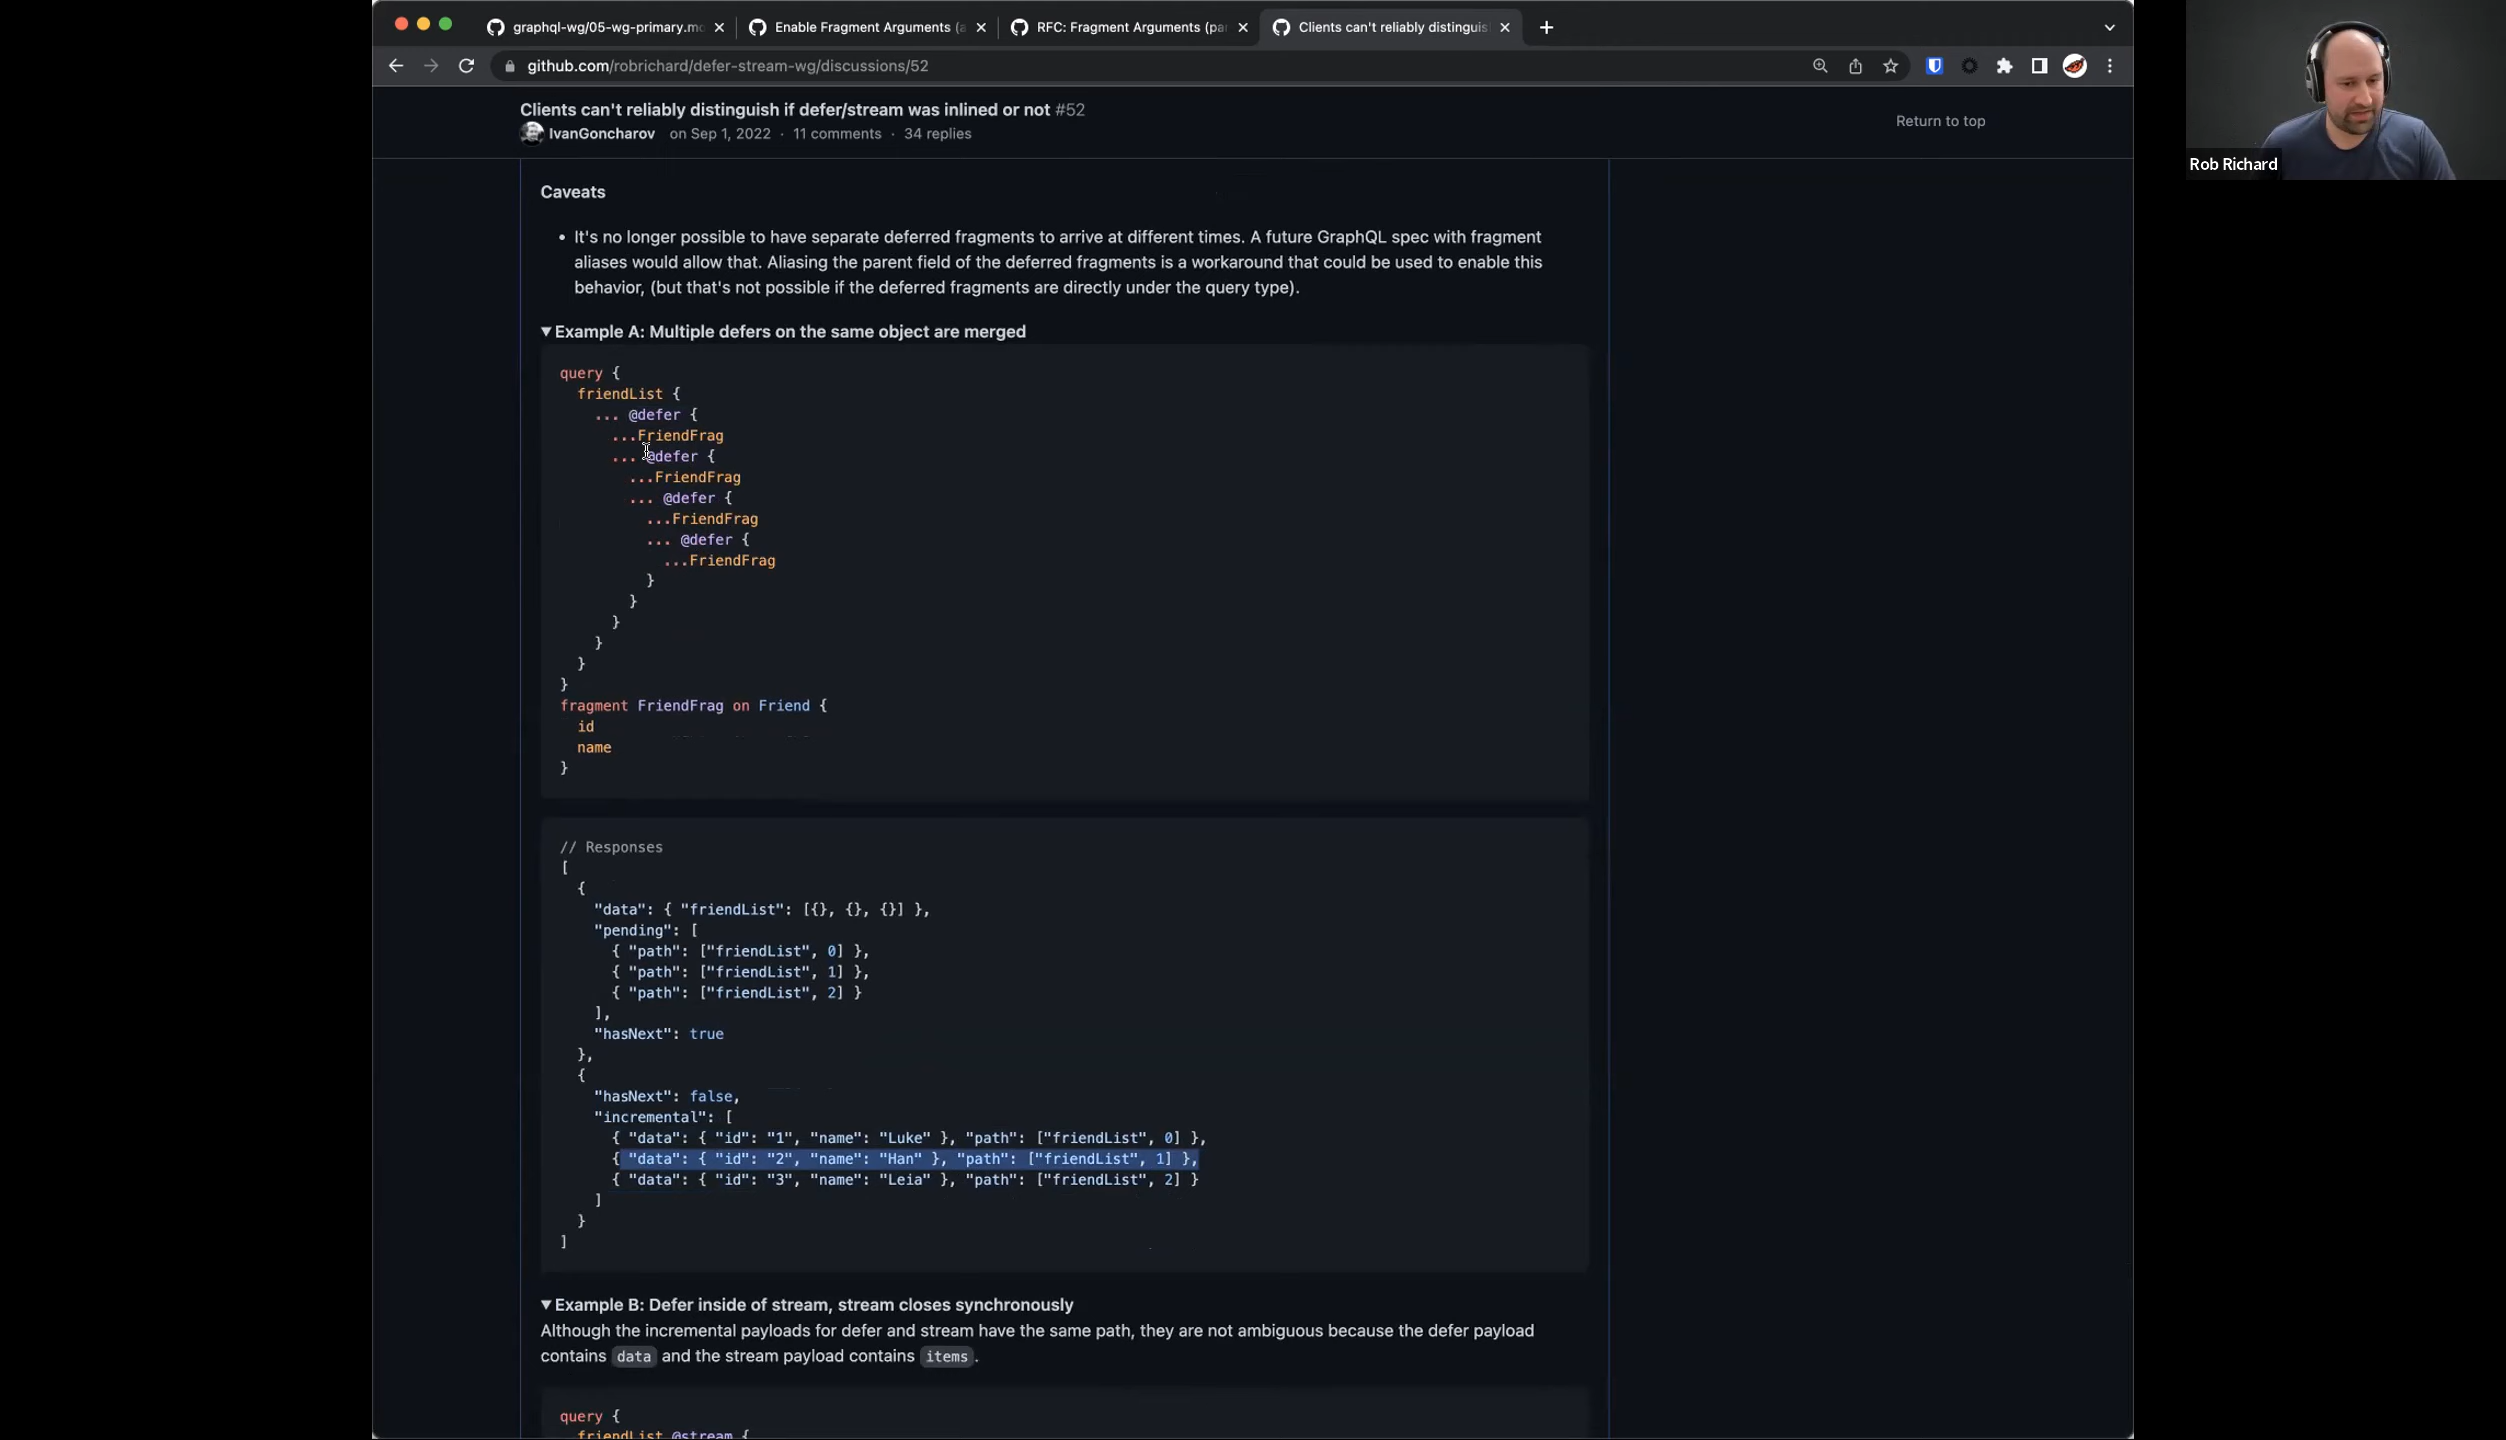 graphql-wg/05-wg-primary.mc
Enable Fragment Arguments (a
RFC: Fragment Arguments (pa
Clients can't reliably distinguis
github.com/robrichard/defer-stream-wg/discussions/52
Clients can't reliably distinguish if defer/stream was inlined or not #52
IvanGoncharov on Sep 1, 2022 · 11 comments · 34 replies
Return to top
Rob Richard
Caveats
• It's no longer possible to have separate deferred fragments to arrive at different times. A future GraphQL spec with fragment
aliases would allow that. Aliasing the parent field of the deferred fragments is a workaround that could be used to enable this
behavior, (but that's not possible if the deferred fragments are directly under the query type).
▼Example A: Multiple defers on the same object are merged
query {
  friendList {
    ... @defer {
      ...FriendFrag
      ... @defer {
        ...FriendFrag
        ... @defer {
          ...FriendFrag
          ... @defer {
            ...FriendFrag
          }
        }
      }
    }
  }
}
fragment FriendFrag on Friend {
  id
  name
}
// Responses
[
  {
    "data": { "friendList": [{}, {}, {}] },
    "pending": [
      { "path": ["friendList", 0] },
      { "path": ["friendList", 1] },
      { "path": ["friendList", 2] }
    ],
    "hasNext": true
  },
  {
    "hasNext": false,
    "incremental": [
      { "data": { "id": "1", "name": "Luke" }, "path": ["friendList", 0] },
      { "data": { "id": "2", "name": "Han" }, "path": ["friendList", 1] },
      { "data": { "id": "3", "name": "Leia" }, "path": ["friendList", 2] }
    ]
  }
]
▼Example B: Defer inside of stream, stream closes synchronously
Although the incremental payloads for defer and stream have the same path, they are not ambiguous because the defer payload
contains data and the stream payload contains items.
query {
  friendList @stream {